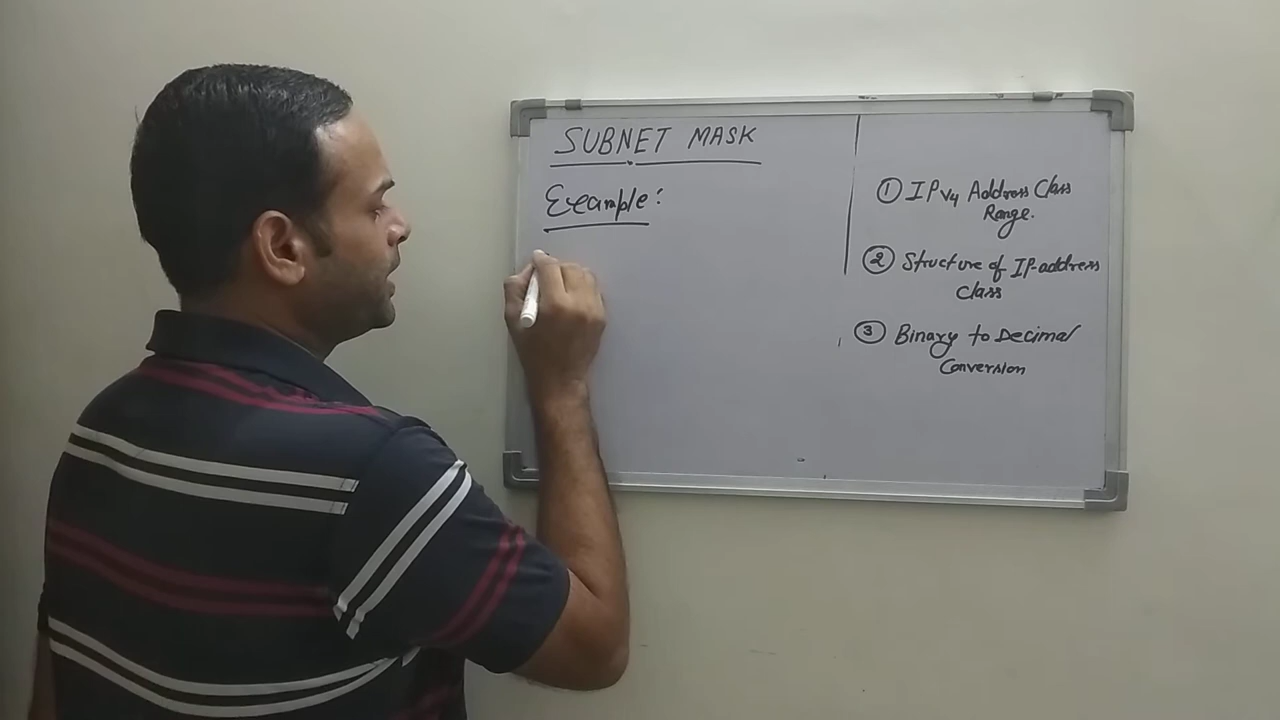 SUBNET MASK
Example:
① IPv4 Address Class
Range.
② Structure of IP-address
Class
③ Binary to Decimal
Conversion